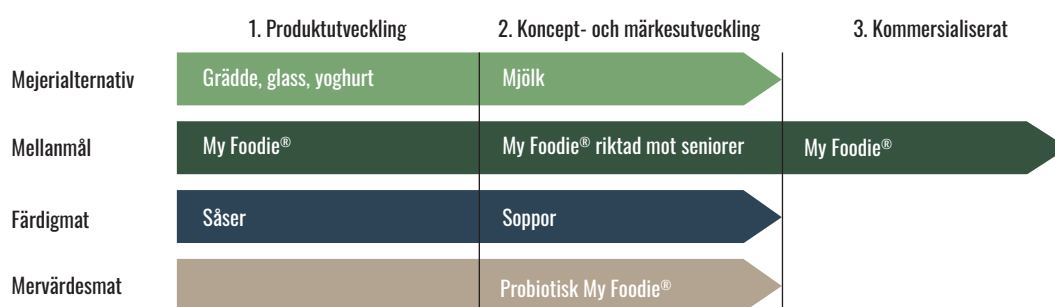 1. Produktutveckling 2. Koncept- och märkesutveckling 3. Kommersialiserat
Mejerialternativ Grädde, glass, yoghurt Mjölk
Mellanmål My Foodie® My Foodie® riktad mot seniorer My Foodie®
Färdigmat Såser Soppor
Mervärdesmat Probiotisk My Foodie®